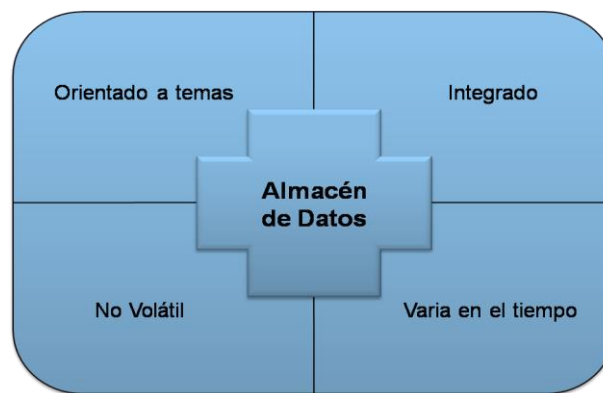 Orientado a temas
Integrado
Almacén
de Datos
No Volátil
Varia en el tiempo